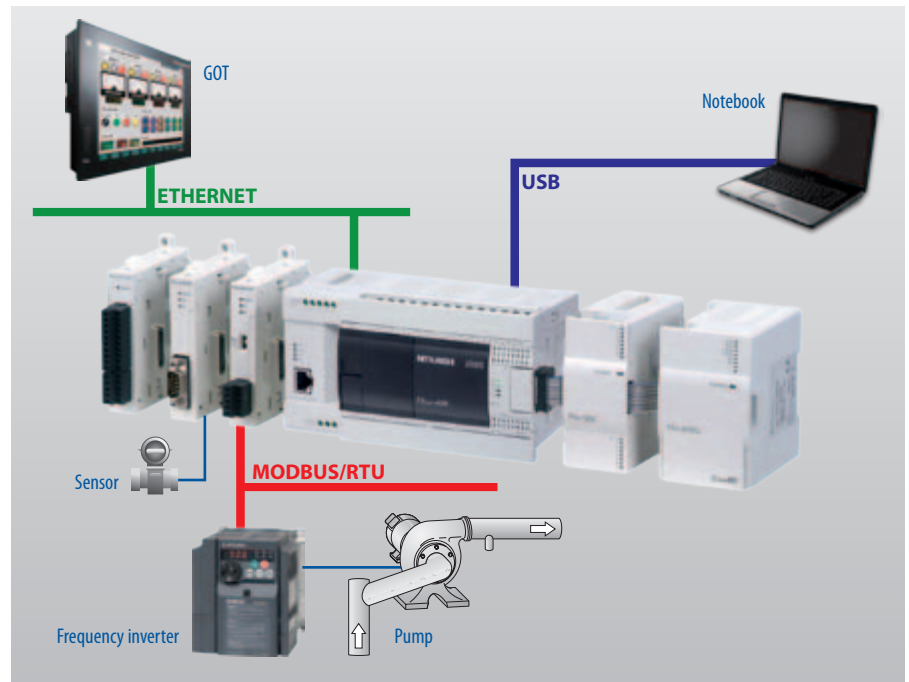 GOT
Notebook
ETHERNET
USB
MITSUBISHI
Sensor
MODBUS/RTU
Frequency inverter
Pump